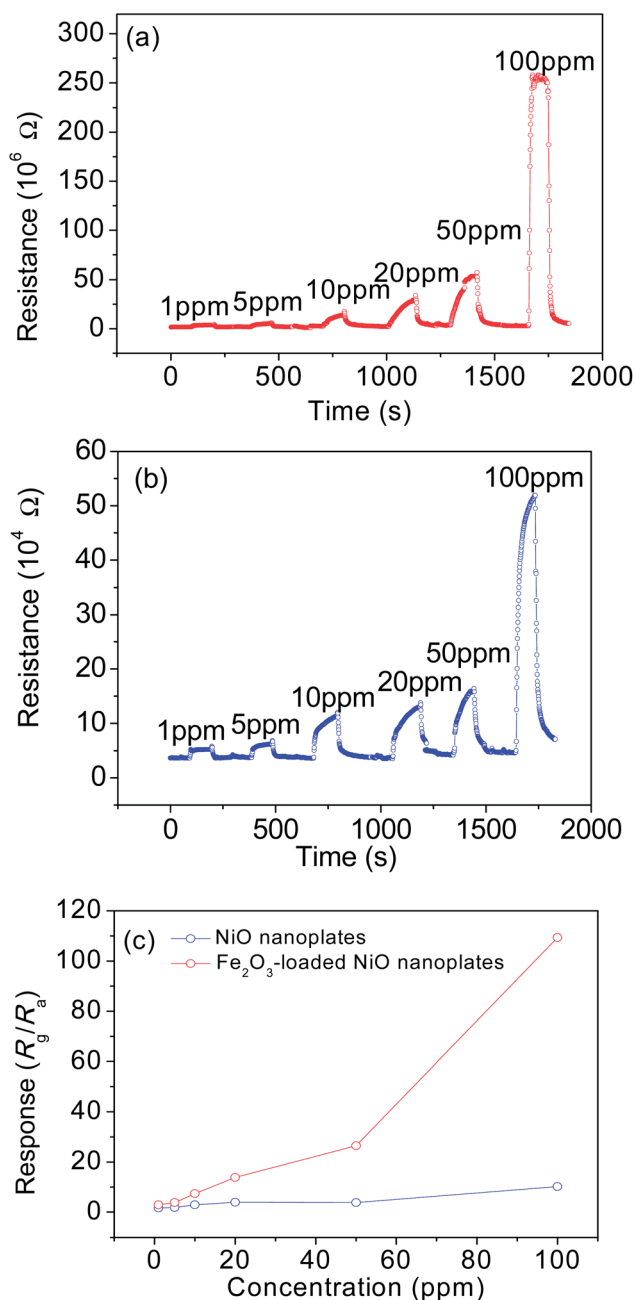 (a)
300
250
200
150
100
50
0
Resistance (10⁶ Ω)
1ppm 5ppm 10ppm 20ppm 50ppm 100ppm
0 500 1000 1500 2000
Time (s)
(b)
60
50
40
30
20
10
0
Resistance (10⁴ Ω)
1ppm 5ppm 10ppm 20ppm 50ppm 100ppm
0 500 1000 1500 2000
Time (s)
(c)
NiO nanoplates
Fe₂O₃-loaded NiO nanoplates
120
100
80
60
40
20
0
Response (Rg/Ra)
0 20 40 60 80 100
Concentration (ppm)